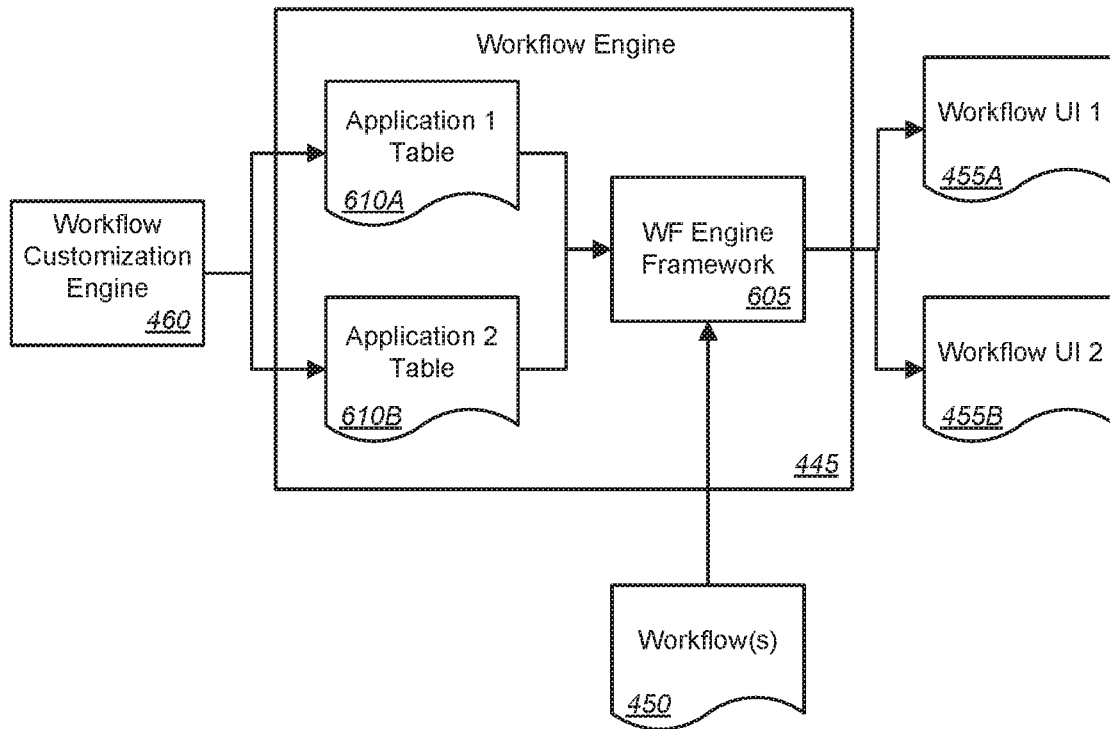 Workflow Engine
Application 1
Table
610A
Workflow
Customization
Engine
460
Application 2
Table
610B
WF Engine
Framework
605
445
Workflow UI 1
455A
Workflow UI 2
455B
Workflow(s)
450